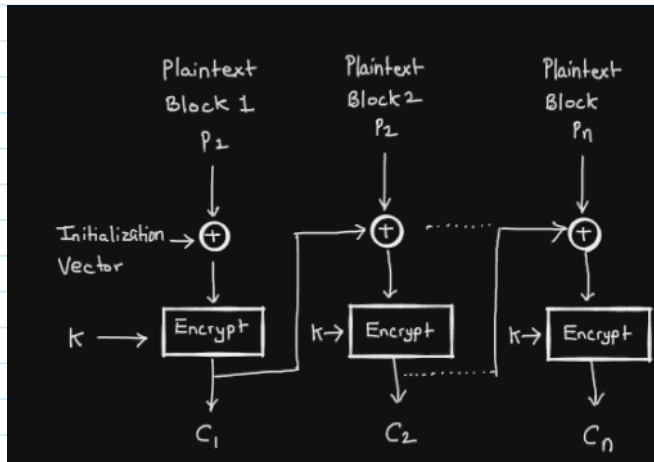 Plaintext
Block 1
P1
Plaintext
Block 2
P2
Plaintext
Block
Pn
+
+
+
Initialization
Vector
K
Encrypt
K
Encrypt
K
Encrypt
C1
C2
Cn